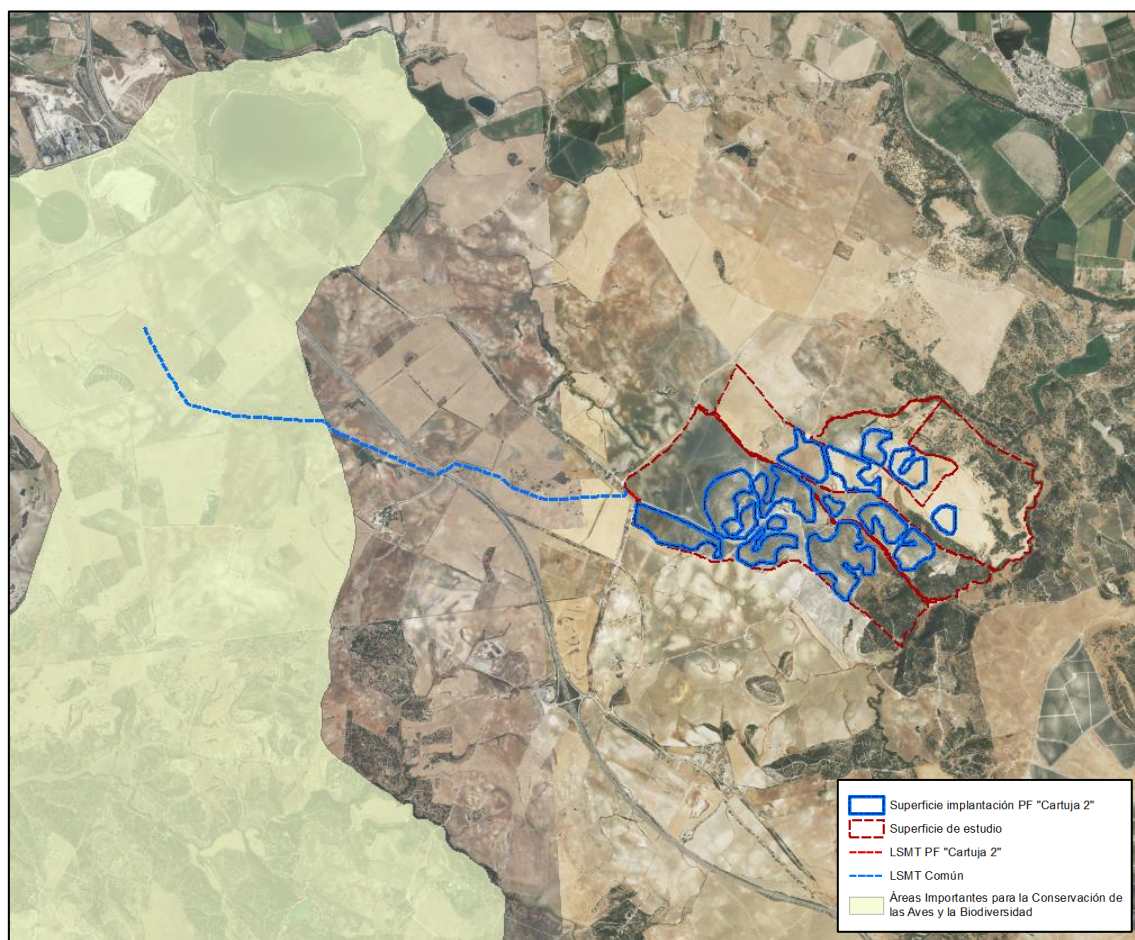 Superficie implantación PF "Cartuja 2"
Superficie de estudio
LSMT PF "Cartuja 2"
LSMT Común
Áreas Importantes para la Conservación de
las Aves y la Biodiversidad